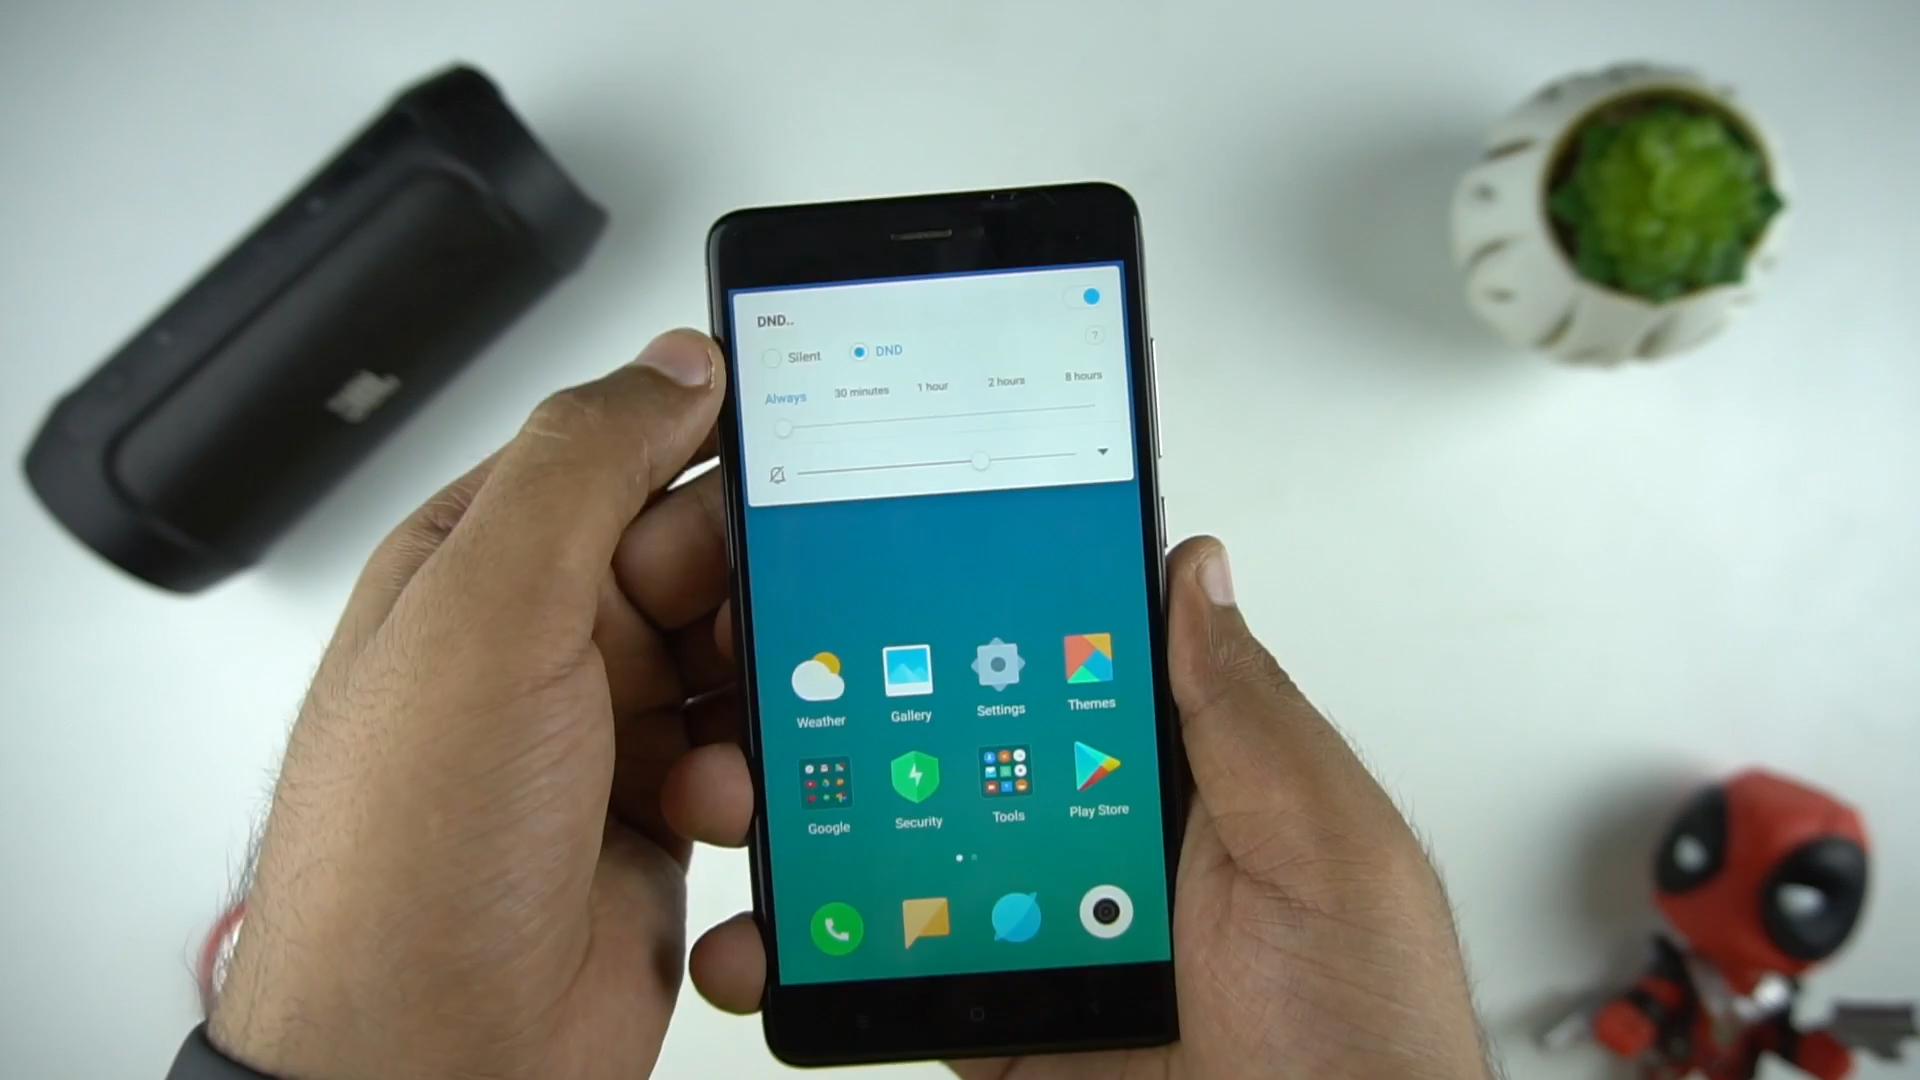 JBL
DND..
Silent DND
?
Always 30 minutes 1 hour 2 hours 8 hours
Weather Gallery Settings Themes
Google Security Tools Play Store